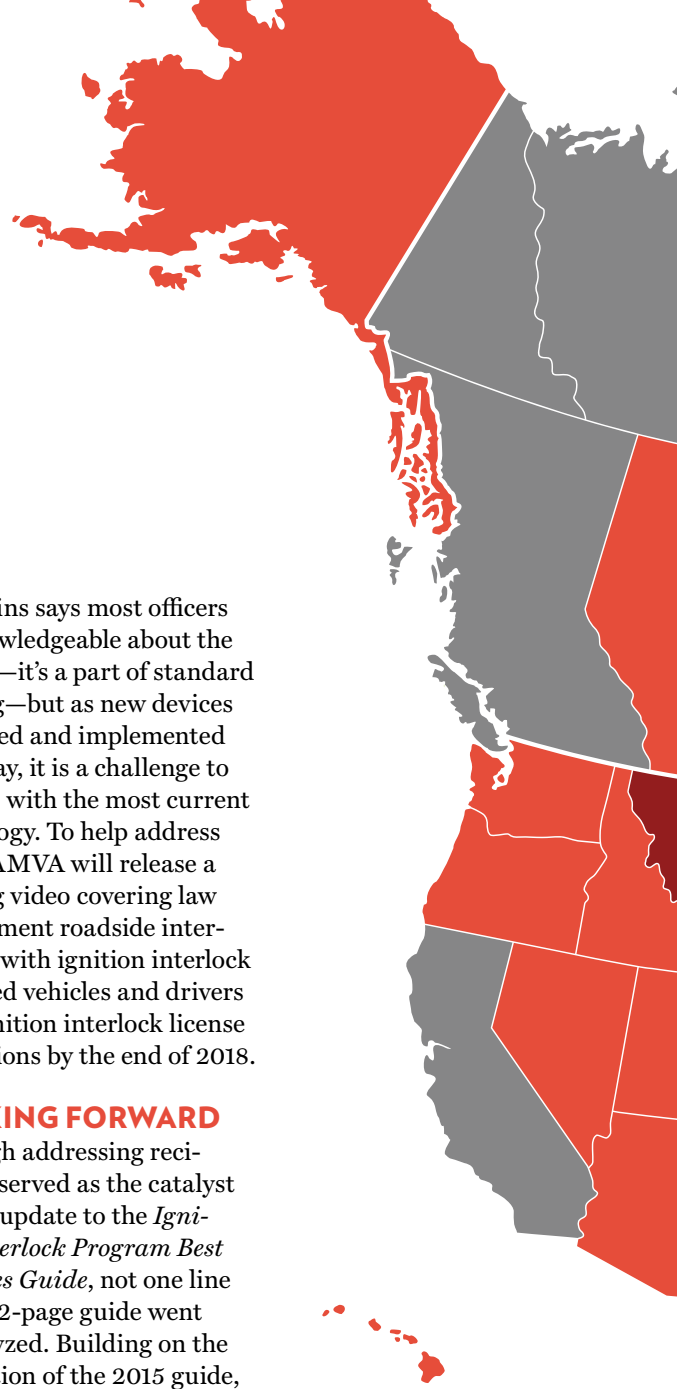 ins says most officers
wledgeable about the
—it’s a part of standard
g—but as new devices
ed and implemented
ay, it is a challenge to
with the most current
ogy. To help address
AMVA will release a
g video covering law
ment roadside inter-
with ignition interlock
ed vehicles and drivers
nition interlock license
ions by the end of 2018.
KING FORWARD
gh addressing reci-
served as the catalyst
update to the Igni-
erlock Program Best
es Guide, not one line
2-page guide went
yzed. Building on the
tion of the 2015 guide,